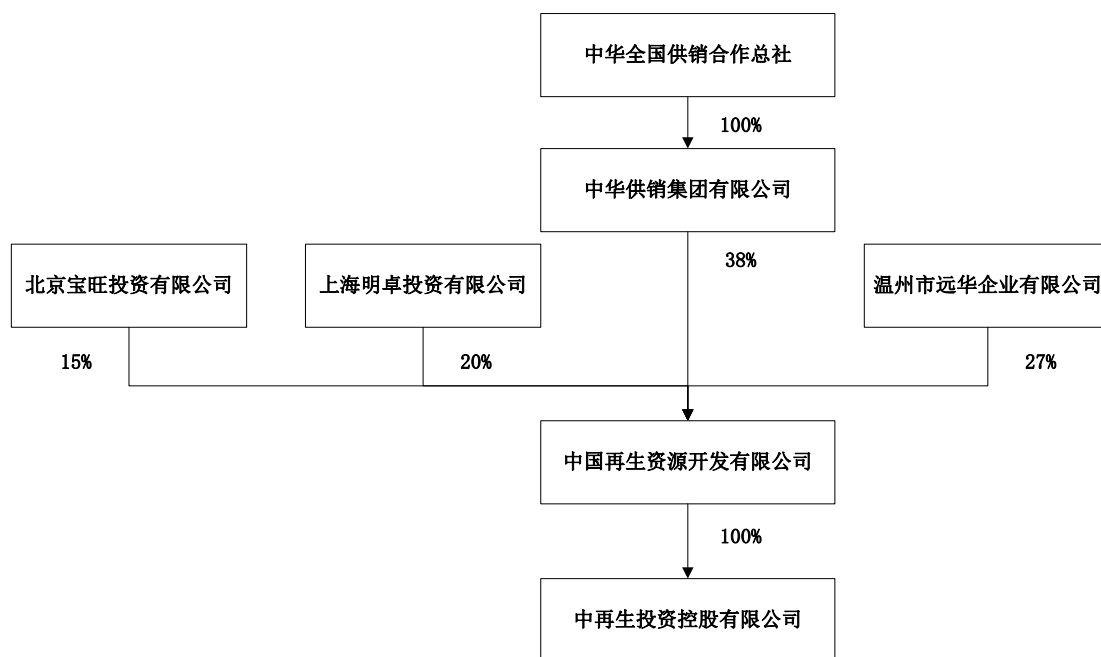 中华全国供销合作总社
100%
中华供销集团有限公司
38%
北京宝旺投资有限公司
上海明卓投资有限公司
温州市远华企业有限公司
15%
20%
27%
中国再生资源开发有限公司
100%
中再生投资控股有限公司